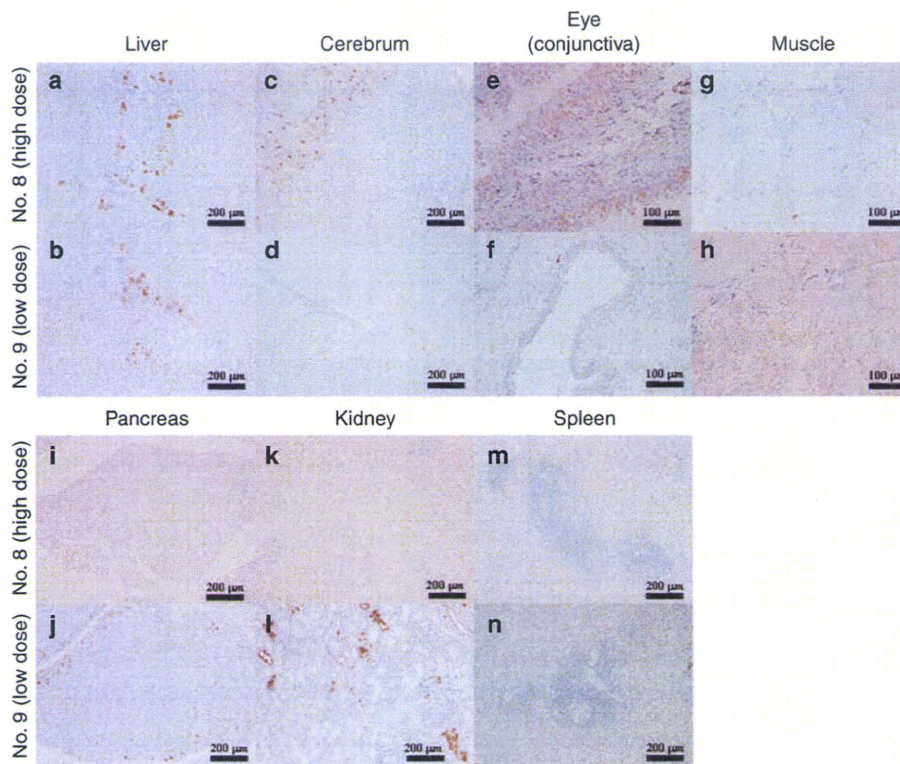 Liver Cerebrum Eye (conjunctiva) Muscle
No. 8 (high dose)
a c e g
200 µm 200 µm 100 µm 100 µm
No. 9 (low dose)
b d f h
200 µm 200 µm 100 µm 100 µm
Pancreas Kidney Spleen
No. 8 (high dose)
i k m
200 µm 200 µm 200 µm
No. 9 (low dose)
j l n
200 µm 200 µm 200 µm